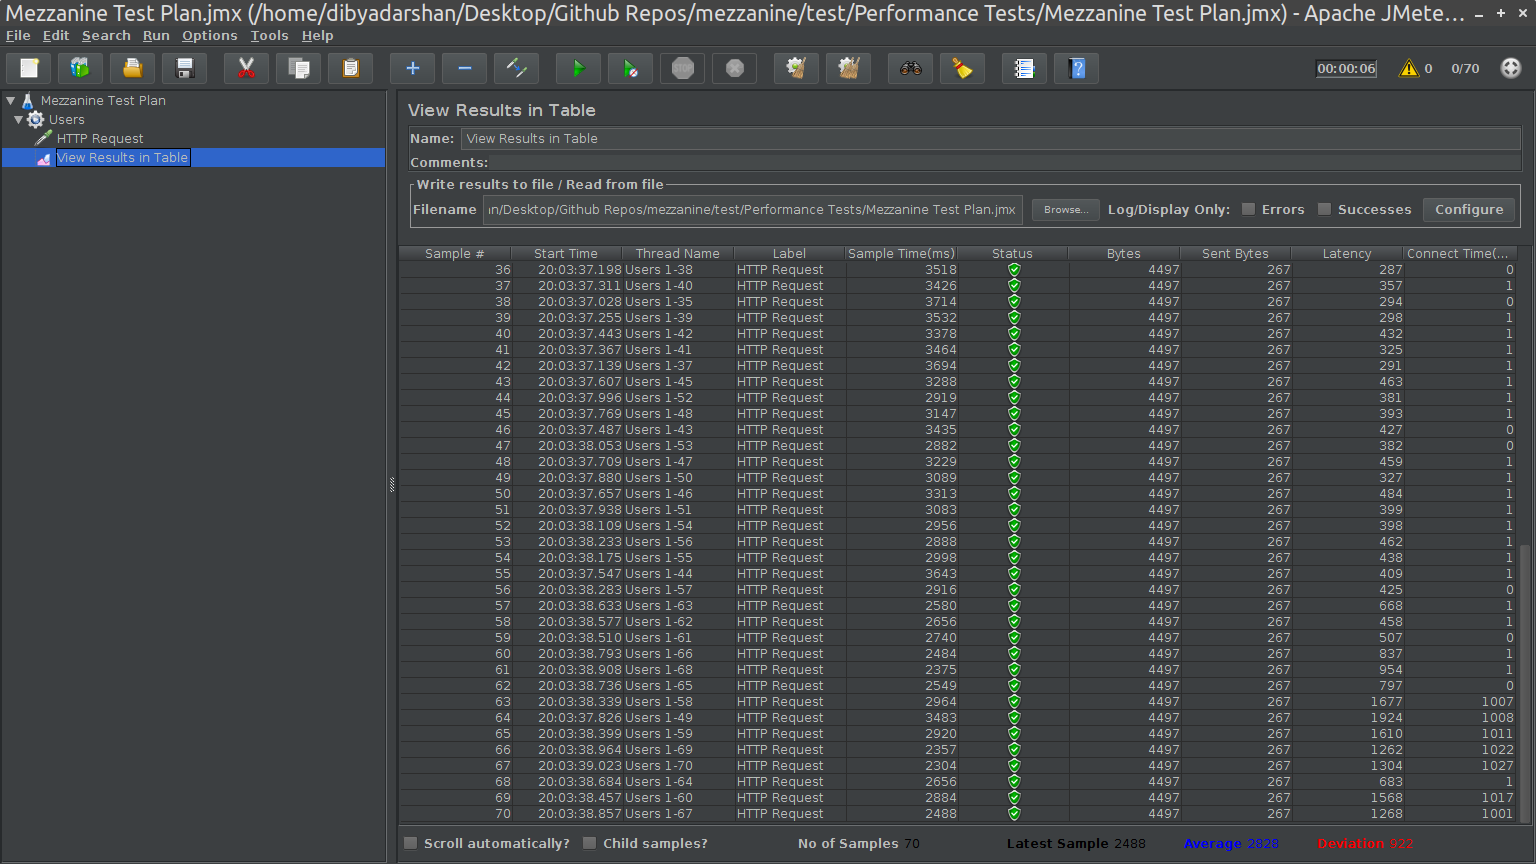 Mezzanine Test Plan.jmx (/home/dibyadarshan/Desktop/Github Repos/mezzanine/test/Performance Tests/Mezzanine Test Plan.jmx) - Apache JMete...
File Edit Search Run Options Tools Help
STOP 00:00:06 0 0/70
Mezzanine Test Plan
Users
HTTP Request
View Results in Table
View Results in Table
Name: View Results in Table
Comments:
Write results to file / Read from file
Filename ın/Desktop/Github Repos/mezzanine/test/Performance Tests/Mezzanine Test Plan.jmx Browse... Log/Display Only: Errors Successes Configure
Sample # Start Time Thread Name Label Sample Time(ms) Status Bytes Sent Bytes Latency Connect Time(...
36 20:03:37.198 Users 1-38 HTTP Request 3518 4497 267 287 0
37 20:03:37.311 Users 1-40 HTTP Request 3426 4497 267 357 1
38 20:03:37.028 Users 1-35 HTTP Request 3714 4497 267 294 0
39 20:03:37.255 Users 1-39 HTTP Request 3532 4497 267 298 1
40 20:03:37.443 Users 1-42 HTTP Request 3378 4497 267 432 1
41 20:03:37.367 Users 1-41 HTTP Request 3464 4497 267 325 1
42 20:03:37.139 Users 1-37 HTTP Request 3694 4497 267 291 1
43 20:03:37.607 Users 1-45 HTTP Request 3288 4497 267 463 1
44 20:03:37.996 Users 1-52 HTTP Request 2919 4497 267 381 1
45 20:03:37.769 Users 1-48 HTTP Request 3147 4497 267 393 1
46 20:03:37.487 Users 1-43 HTTP Request 3435 4497 267 427 0
47 20:03:38.053 Users 1-53 HTTP Request 2882 4497 267 382 0
48 20:03:37.709 Users 1-47 HTTP Request 3229 4497 267 459 1
49 20:03:37.880 Users 1-50 HTTP Request 3089 4497 267 327 1
50 20:03:37.657 Users 1-46 HTTP Request 3313 4497 267 484 1
51 20:03:37.938 Users 1-51 HTTP Request 3083 4497 267 399 1
52 20:03:38.109 Users 1-54 HTTP Request 2956 4497 267 398 1
53 20:03:38.233 Users 1-56 HTTP Request 2888 4497 267 462 1
54 20:03:38.175 Users 1-55 HTTP Request 2998 4497 267 438 1
55 20:03:37.547 Users 1-44 HTTP Request 3643 4497 267 409 1
56 20:03:38.283 Users 1-57 HTTP Request 2916 4497 267 425 0
57 20:03:38.633 Users 1-63 HTTP Request 2580 4497 267 668 1
58 20:03:38.577 Users 1-62 HTTP Request 2656 4497 267 458 1
59 20:03:38.510 Users 1-61 HTTP Request 2740 4497 267 507 0
60 20:03:38.793 Users 1-66 HTTP Request 2484 4497 267 837 1
61 20:03:38.908 Users 1-68 HTTP Request 2375 4497 267 954 1
62 20:03:38.736 Users 1-65 HTTP Request 2549 4497 267 797 0
63 20:03:38.339 Users 1-58 HTTP Request 2964 4497 267 1677 1007
64 20:03:37.826 Users 1-49 HTTP Request 3483 4497 267 1924 1008
65 20:03:38.399 Users 1-59 HTTP Request 2920 4497 267 1610 1011
66 20:03:38.964 Users 1-69 HTTP Request 2357 4497 267 1262 1022
67 20:03:39.023 Users 1-70 HTTP Request 2304 4497 267 1304 1027
68 20:03:38.684 Users 1-64 HTTP Request 2656 4497 267 683 1
69 20:03:38.457 Users 1-60 HTTP Request 2884 4497 267 1568 1017
70 20:03:38.857 Users 1-67 HTTP Request 2488 4497 267 1268 1001
Scroll automatically? Child samples? No of Samples 70 Latest Sample 2488 Average 2828 Deviation 922